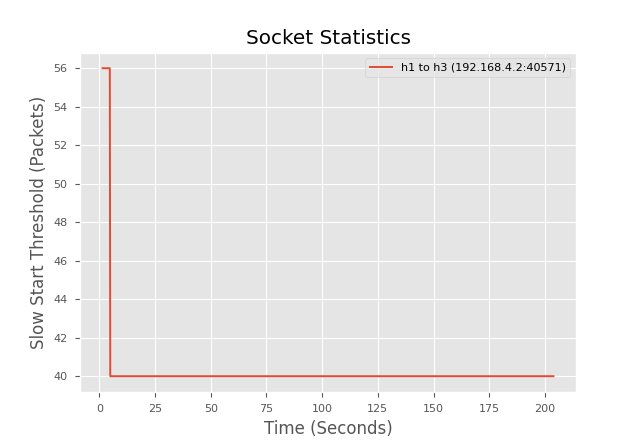 Socket Statistics
h1 to h3 (192.168.4.2:40571)
Slow Start Threshold (Packets)
56
54
52
50
48
46
44
42
40
0 25 50 75 100 125 150 175 200
Time (Seconds)